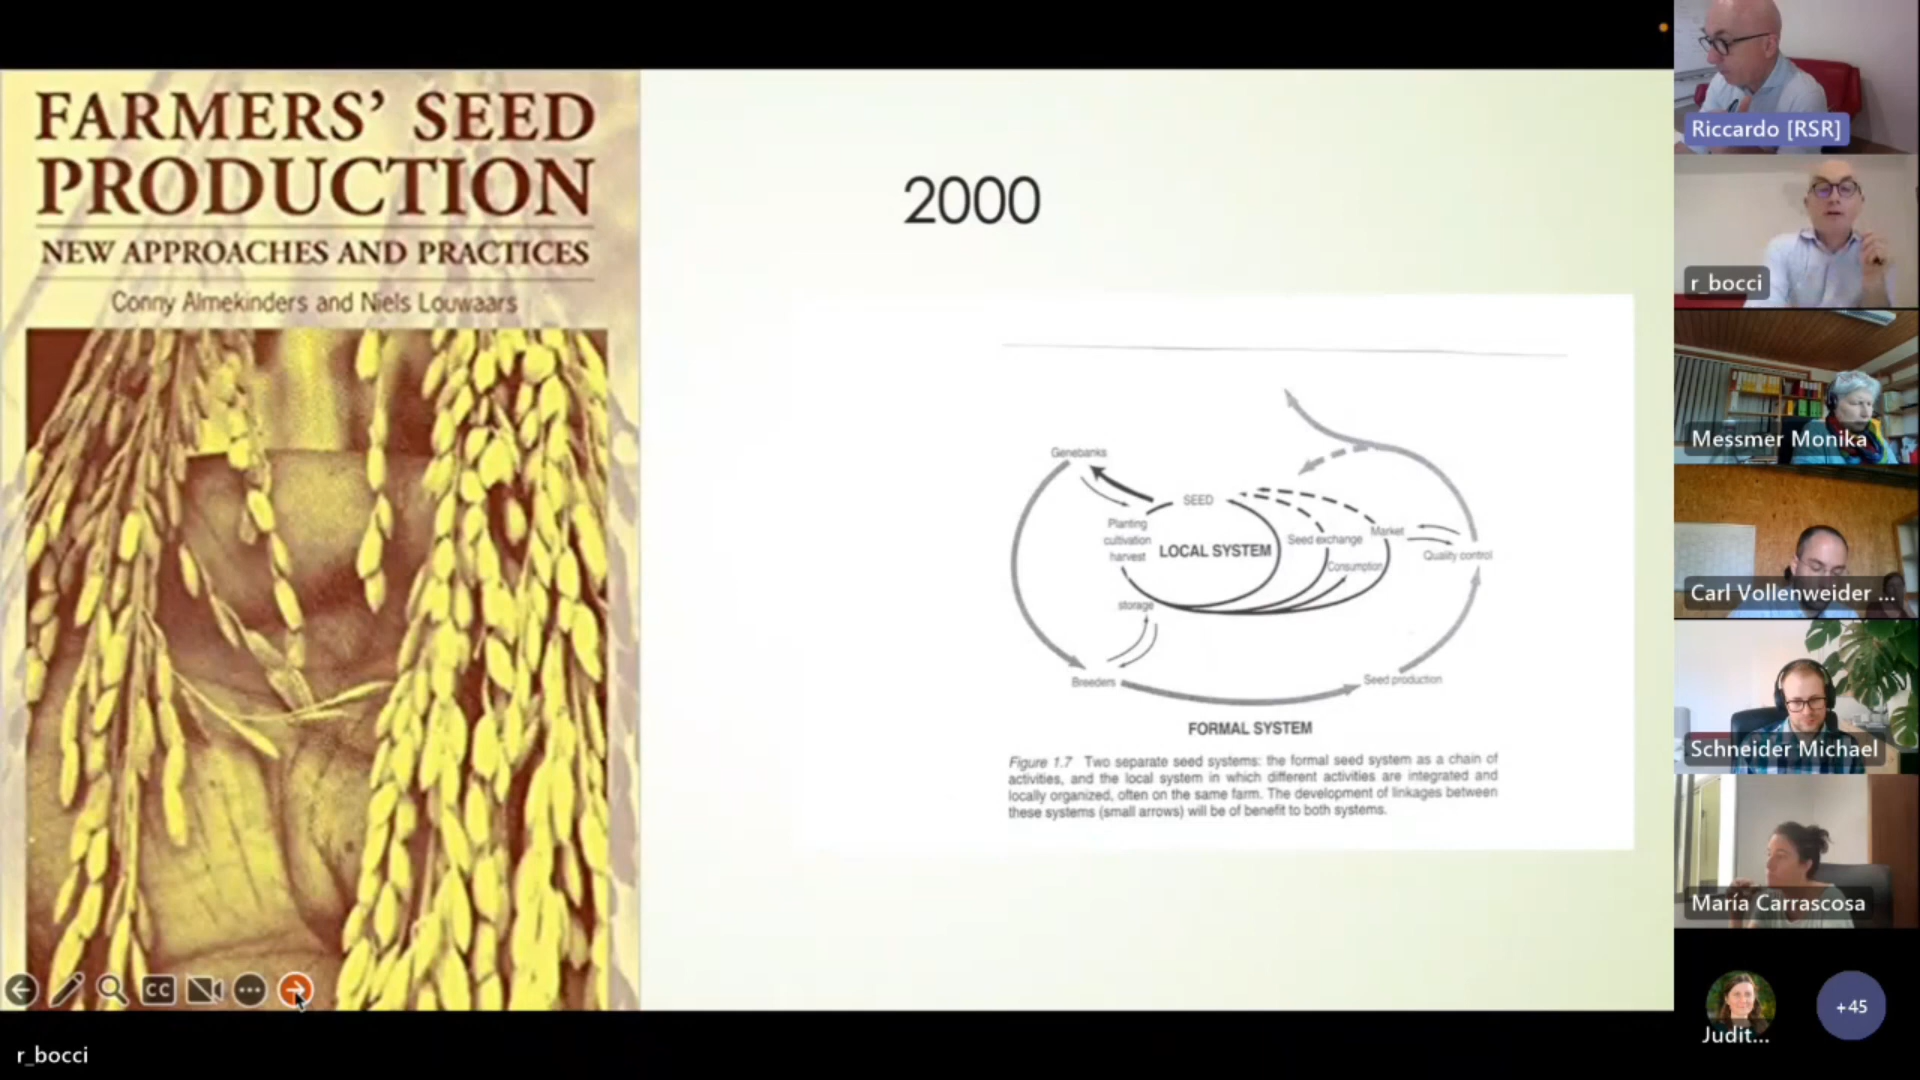 FARMERS' SEED
PRODUCTION
NEW APPROACHES AND PRACTICES
Conny Almekinders and Niels Louwaars
2000
Genebanks
SEED
Planting
cultivation
harvest
LOCAL SYSTEM
Seed exchange
Market
Consumption
Quality control
storage
Breeders
Seed production
FORMAL SYSTEM
Figure 1.7 Two separate seed systems: the formal seed system as a chain of
activities, and the local system in which different activities are integrated and
locally organized, often on the same farm. The development of linkages between
these systems (small arrows) will be of benefit to both systems.
CC
r_bocci
Riccardo [RSR]
r_bocci
Messmer Monika
Carl Vollenweider ...
Schneider Michael
María Carrascosa
Judit...
+45